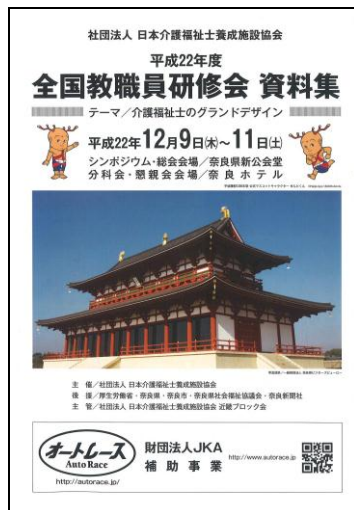 社団法人 日本介護福祉士養成施設協会
平成22年度
全国教職員研修会 資料集
テーマ／介護福祉士のグランドデザイン
平成22年12月9日㈭～11日㈯
シンポジウム・総会会場／奈良県新公会堂
分科会・懇親会会場／奈良ホテル
主 催／社団法人 日本介護福祉士養成施設協会
後 援／厚生労働省・奈良県・奈良市・奈良県社会福祉協議会・奈良新聞社
主 管／社団法人 日本介護福祉士養成施設協会 近畿ブロック会
オートレース
Auto Race
http://autorace.jp/
財団法人JKA
補助事業
http://www.autorace.jp